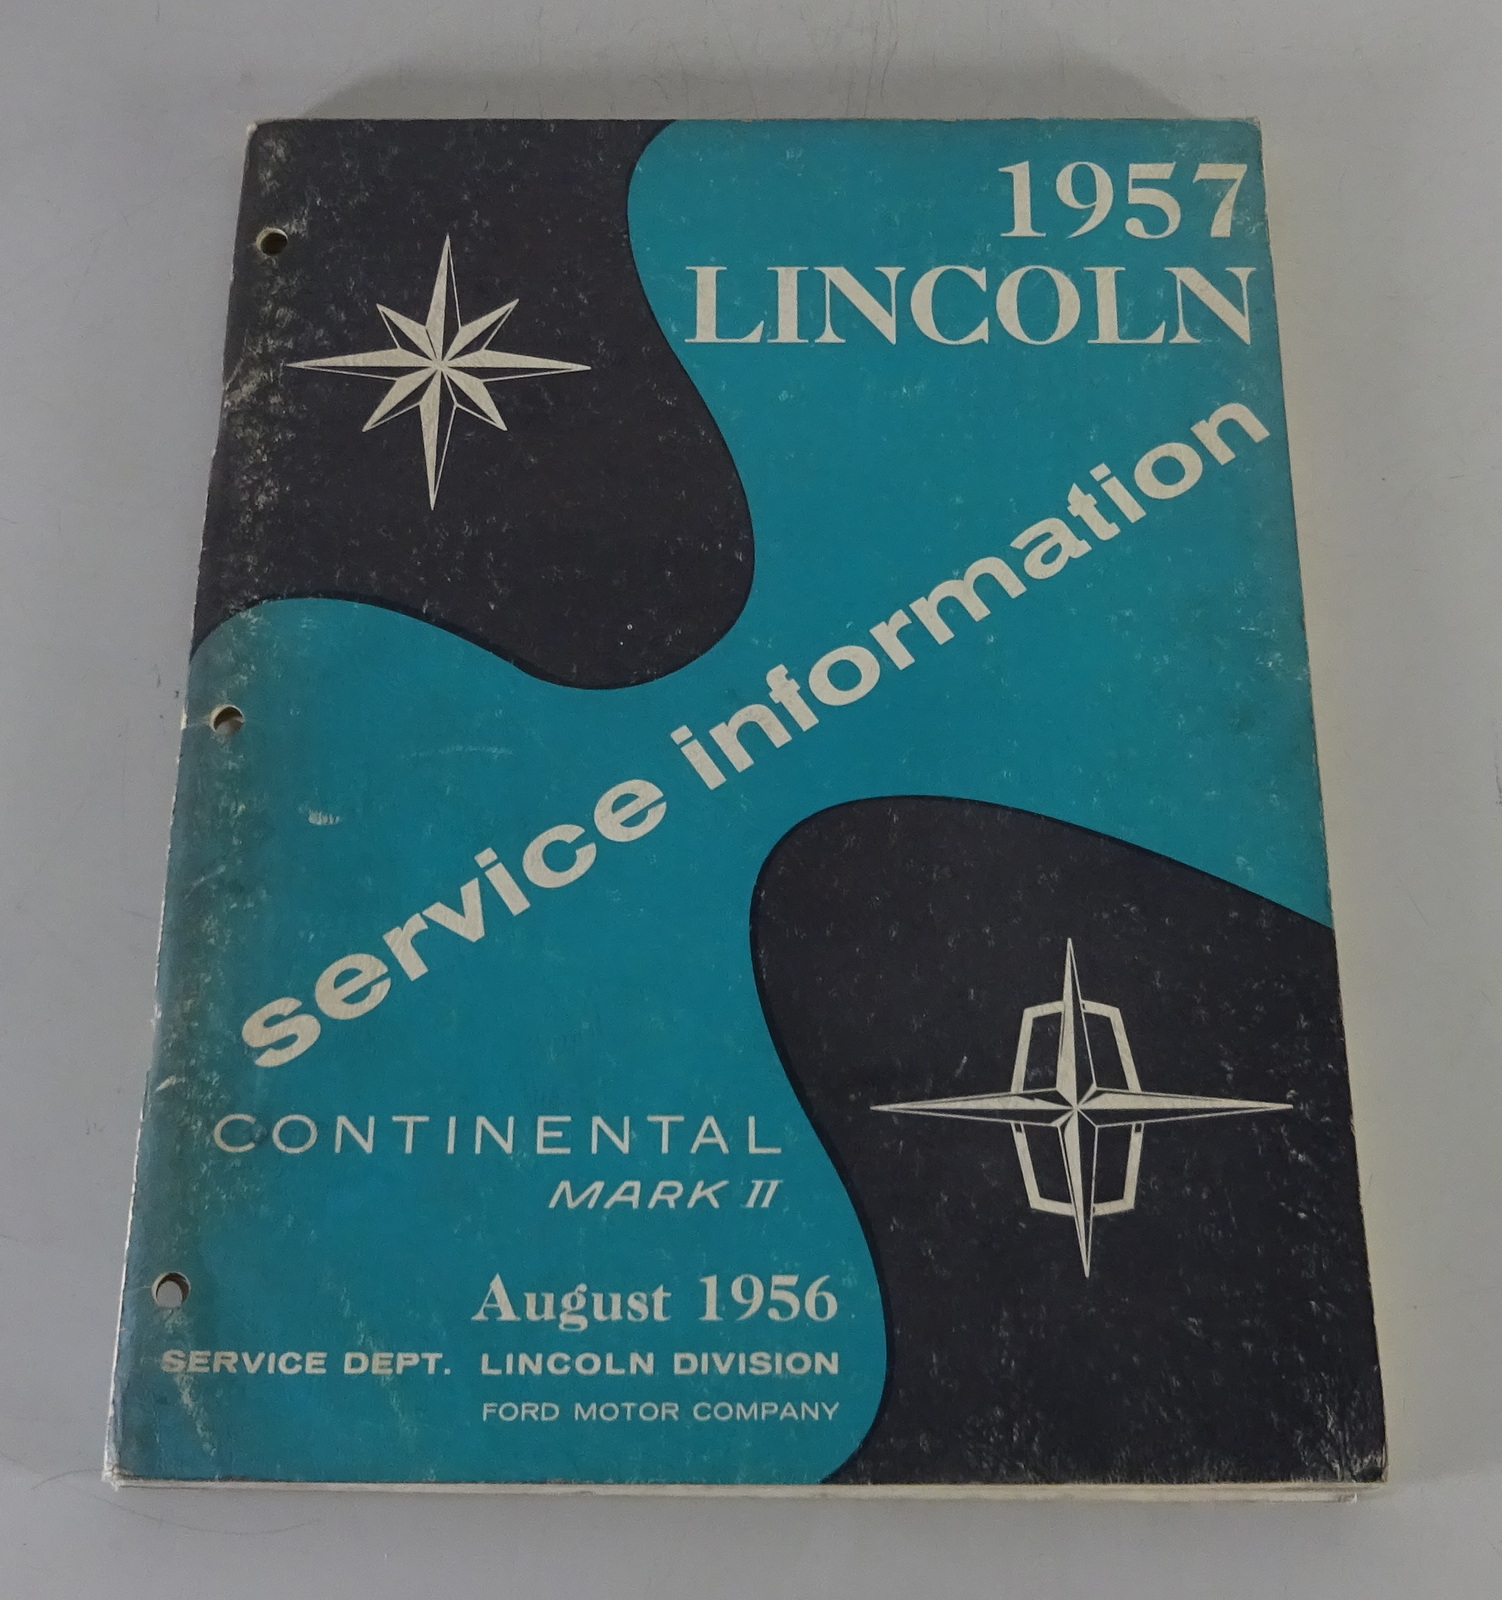 1957
LINCOLN
service information
CONTINENTAL
MARK II
August 1956
SERVICE DEPT. LINCOLN DIVISION
FORD MOTOR COMPANY